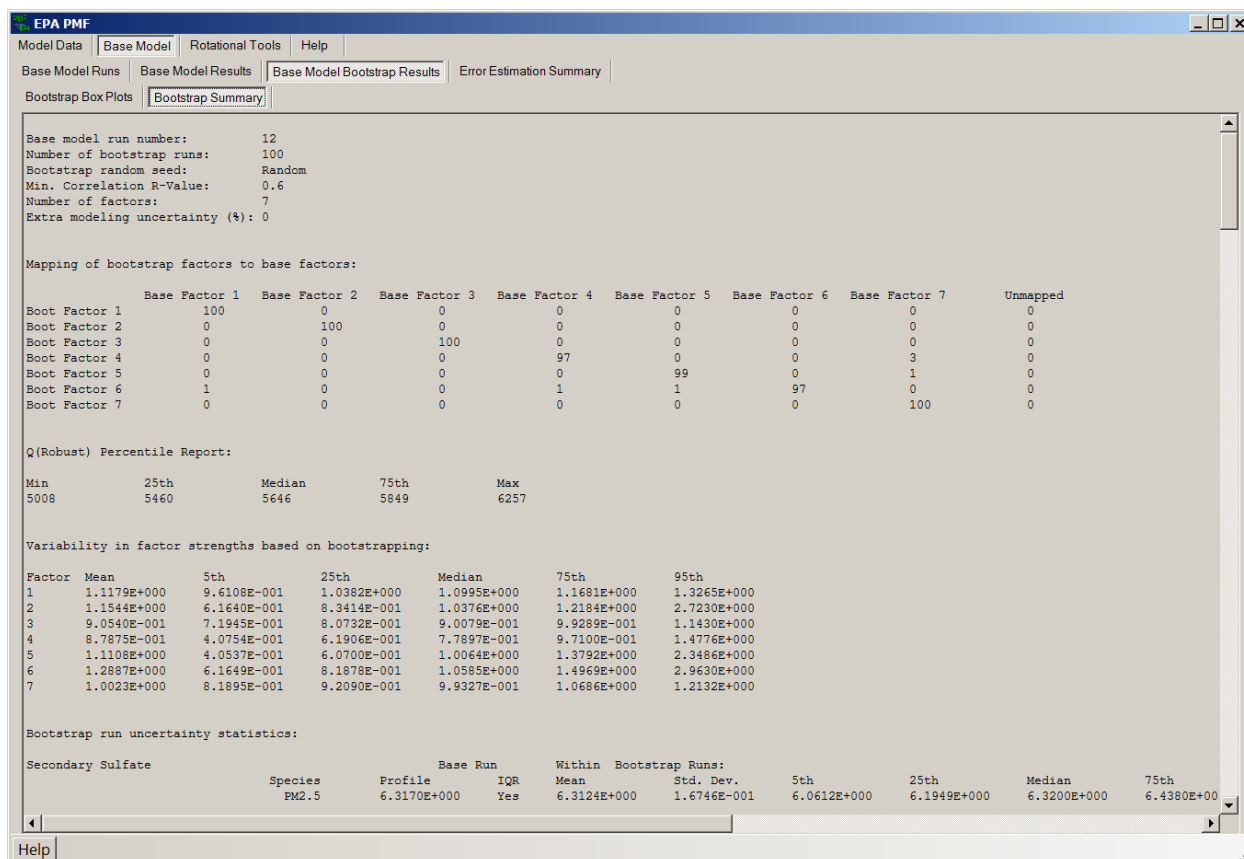 EPA PMF
Model Data Base Model Rotational Tools Help
Base Model Runs Base Model Results Base Model Bootstrap Results Error Estimation Summary
Bootstrap Box Plots Bootstrap Summary
Base model run number: 12
Number of bootstrap runs: 100
Bootstrap random seed: Random
Min. Correlation R-Value: 0.6
Number of factors: 7
Extra modeling uncertainty (%): 0
Mapping of bootstrap factors to base factors:
Base Factor 1 Base Factor 2 Base Factor 3 Base Factor 4 Base Factor 5 Base Factor 6 Base Factor 7 Unmapped
Boot Factor 1 100 0 0 0 0 0 0 0
Boot Factor 2 0 100 0 0 0 0 0 0
Boot Factor 3 0 0 100 0 0 0 0 0
Boot Factor 4 0 0 0 97 0 0 3 0
Boot Factor 5 0 0 0 0 99 0 1 0
Boot Factor 6 1 0 0 1 1 97 0 0
Boot Factor 7 0 0 0 0 0 0 100 0
Q(Robust) Percentile Report:
Min 25th Median 75th Max
5008 5460 5646 5849 6257
Variability in factor strengths based on bootstrapping:
Factor Mean 5th 25th Median 75th 95th
1 1.1179E+000 9.6108E-001 1.0382E+000 1.0995E+000 1.1681E+000 1.3265E+000
2 1.1544E+000 6.1640E-001 8.3414E-001 1.0376E+000 1.2184E+000 2.7230E+000
3 9.0540E-001 7.1945E-001 8.0732E-001 9.0079E-001 9.9289E-001 1.1430E+000
4 8.7875E-001 4.0754E-001 6.1906E-001 7.7897E-001 9.7100E-001 1.4776E+000
5 1.1108E+000 4.0537E-001 6.0700E-001 1.0064E+000 1.3792E+000 2.3486E+000
6 1.2887E+000 6.1649E-001 8.1878E-001 1.0585E+000 1.4969E+000 2.9630E+000
7 1.0023E+000 8.1895E-001 9.2090E-001 9.9327E-001 1.0686E+000 1.2132E+000
Bootstrap run uncertainty statistics:
Secondary Sulfate Base Run Within Bootstrap Runs:
Species Profile IQR Mean Std. Dev. 5th 25th Median 75th
PM2.5 6.3170E+000 Yes 6.3124E+000 1.6746E-001 6.0612E+000 6.1949E+000 6.3200E+000 6.4380E+00
Help